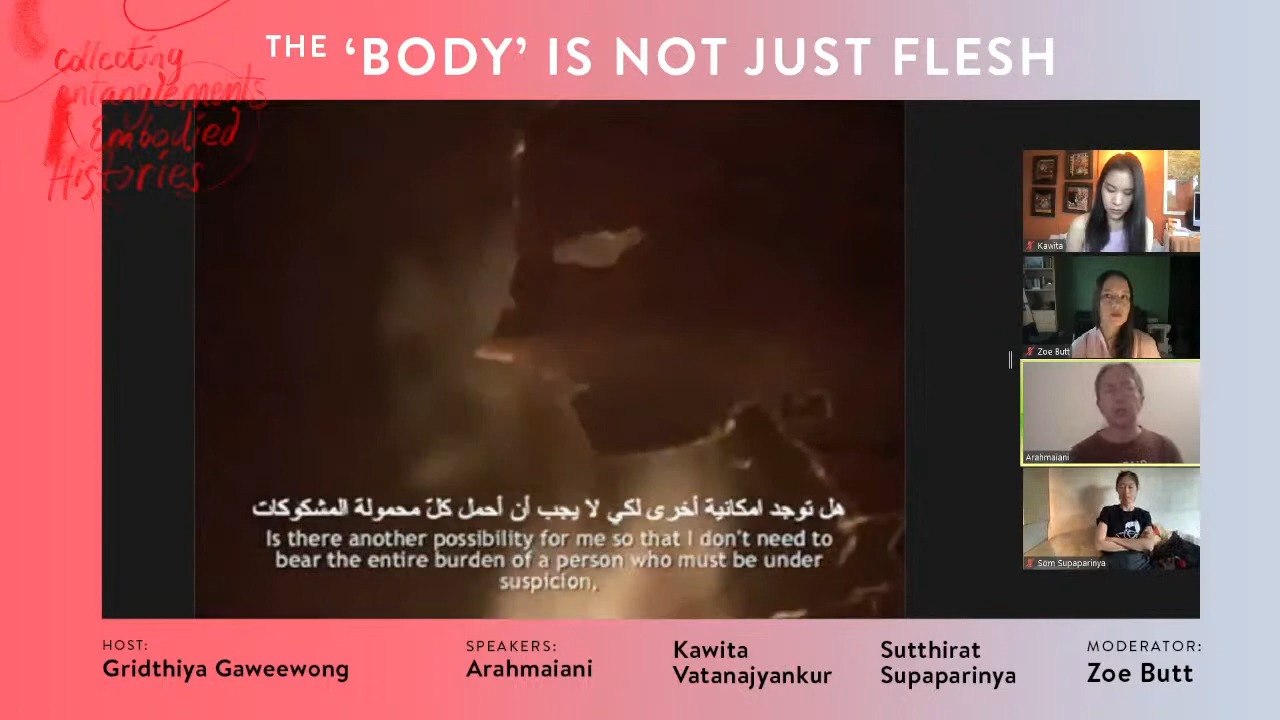 collecting
entanglements
Embodied
Histories
THE ‘BODY’ IS NOT JUST FLESH
هل توجد امكانية أخرى لكي لا يجب أن أحمل كلّ محمولة المشكوكات
Is there another possibility for me so that I don't need to
bear the entire burden of a person who must be under
suspicion,
Kawita
Zoe Butt
Arahmaiani
Som Supaparinya
HOST:
Gridthiya Gaweewong
SPEAKERS:
Arahmaiani
Kawita
Vatanajyankur
Sutthirat
Supaparinya
MODERATOR:
Zoe Butt